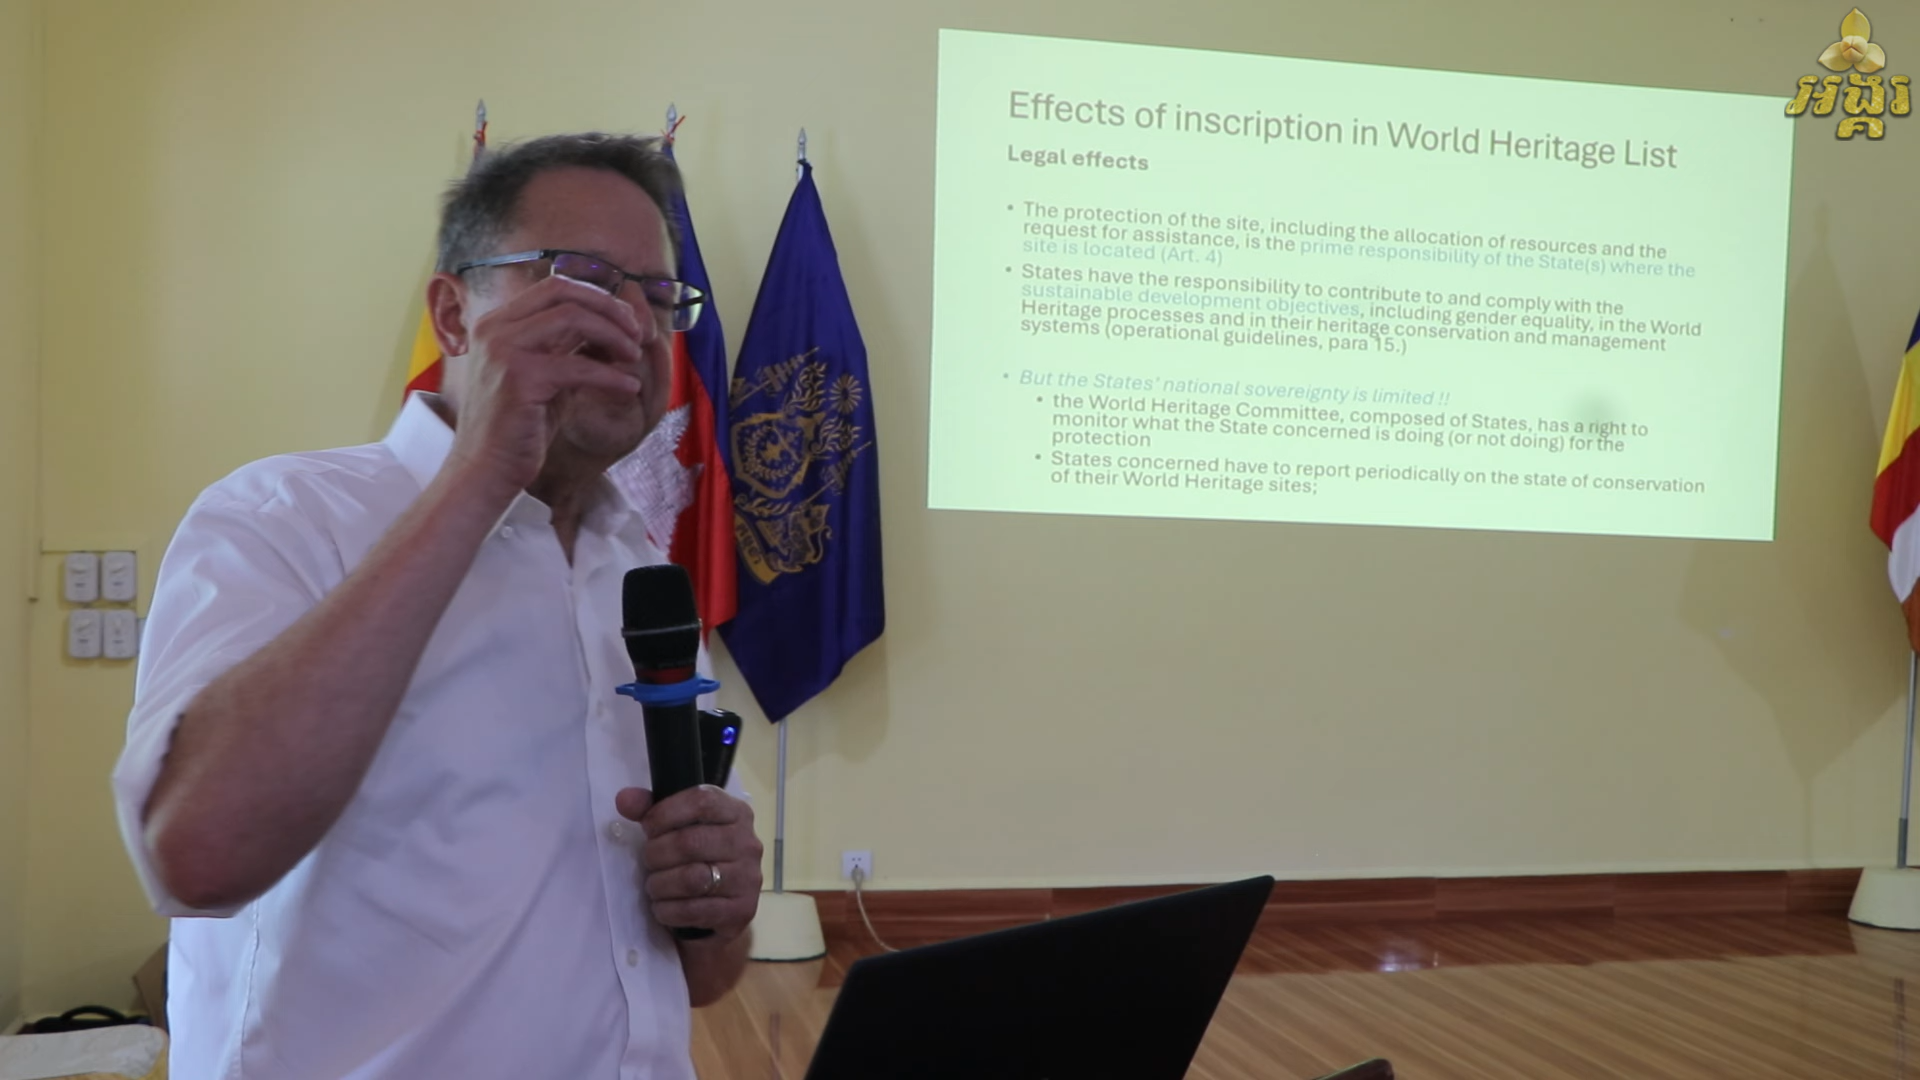 អង្គរ
Effects of inscription in World Heritage List
Legal effects
• The protection of the site, including the allocation of resources and the
request for assistance, is the prime responsibility of the State(s) where the
site is located (Art. 4)
• States have the responsibility to contribute to and comply with the
sustainable development objectives, including gender equality, in the World
Heritage processes and in their heritage conservation and management
systems (operational guidelines, para 15.)
• But the States' national sovereignty is limited !!
• the World Heritage Committee, composed of States, has a right to
monitor what the State concerned is doing (or not doing) for the
protection
• States concerned have to report periodically on the state of conservation
of their World Heritage sites;